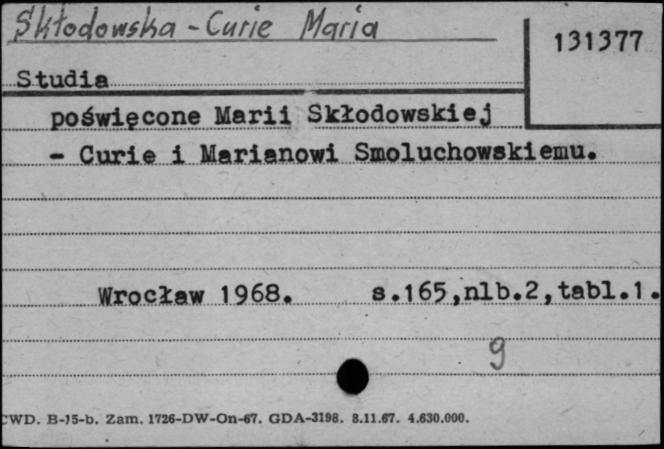 Skłodowska - Curie Maria
131377
Studia
poświęcone Marii Skłodowskiej
- Curie i Marianowi Smoluchowskiemu.
Wrocław 1968. s.165,nlb.2,tabl.1.
9
CWD. B-15-b. Zam. 1726-DW-On-67. GDA-3198. 8.11.67. 4.630.000.